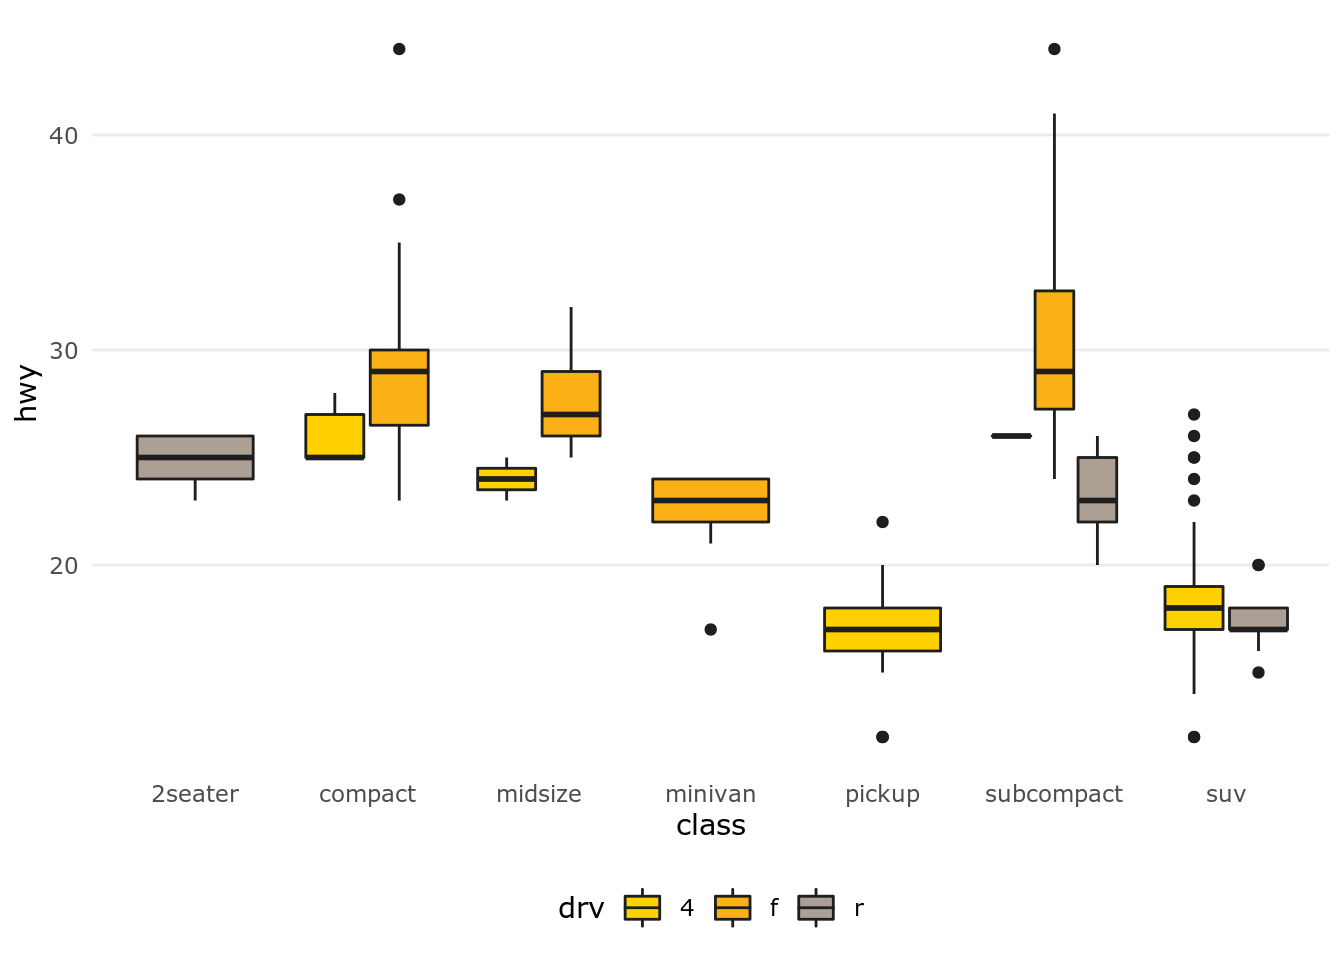 40
30
20
hwy
2seater compact midsize minivan pickup subcompact suv
class
drv 4 f r